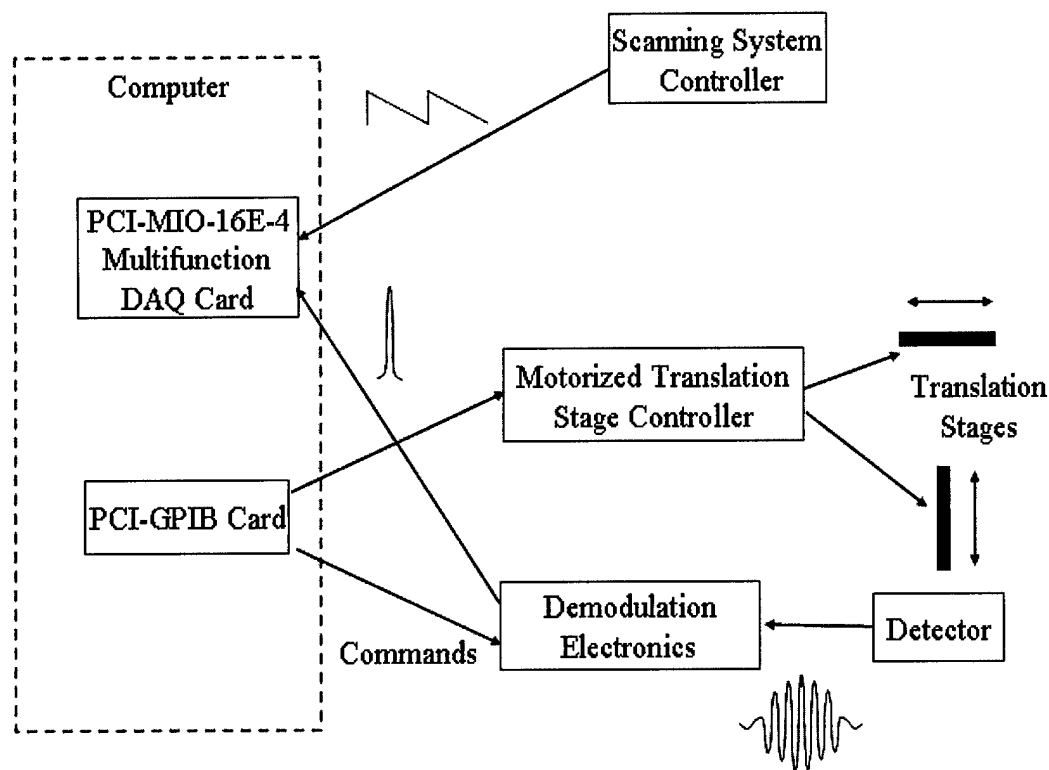 Scanning System
Controller
Computer
PCI-MIO-16E-4
Multifunction
DAQ Card
Motorized Translation
Stage Controller
Translation
Stages
PCI-GPIB Card
Demodulation
Electronics
Detector
Commands